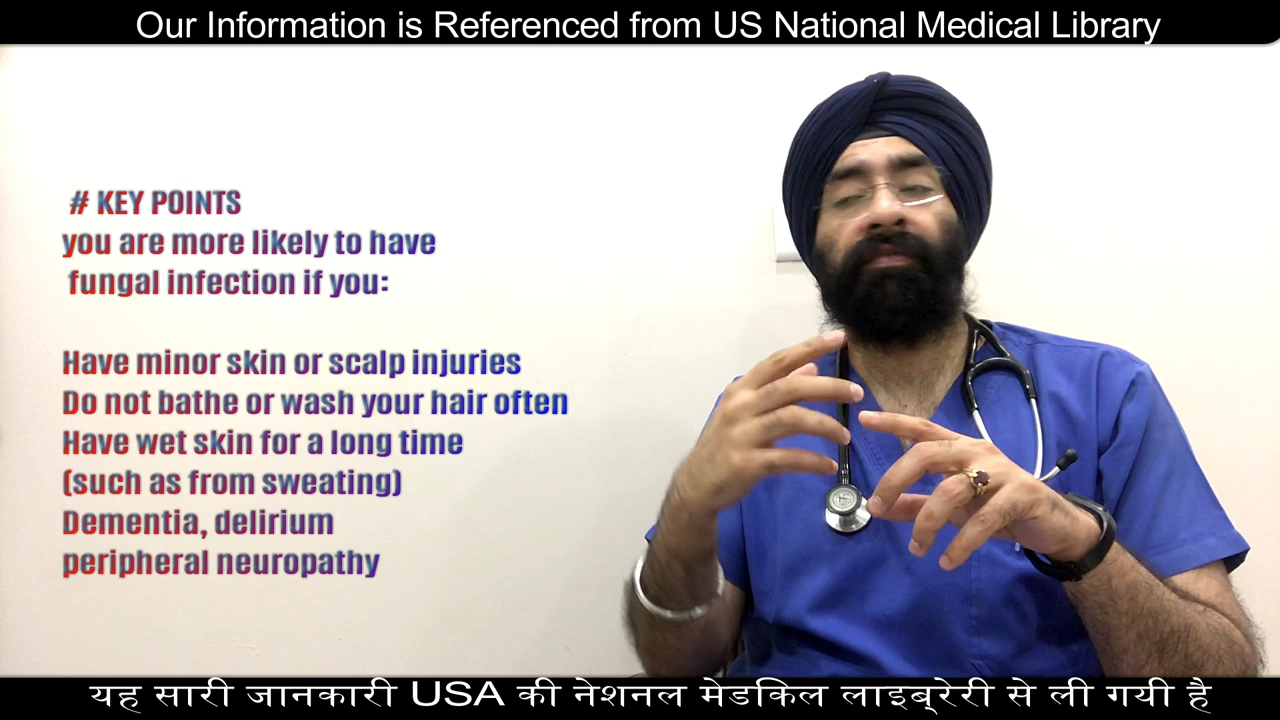 Our Information is Referenced from US National Medical Library
# KEY POINTS
you are more likely to have
fungal infection if you:
Have minor skin or scalp injuries
Do not bathe or wash your hair often
Have wet skin for a long time
(such as from sweating)
Dementia, delirium
peripheral neuropathy
यह सारी जानकारी USA की नेशनल मेडकिल लाइब्रेरी से ली गयी है